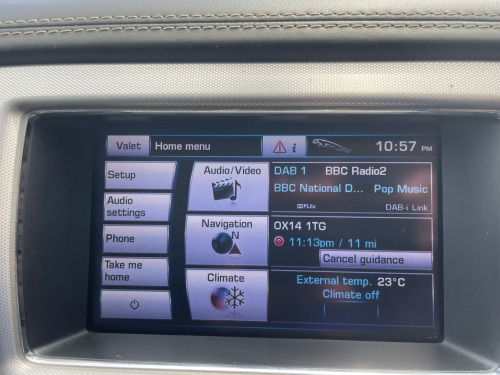 Valet Home menu i 10:57 PM
Setup
Audio settings
Phone
Take me home
Audio/Video
Navigation
N
Climate
DAB 1 BBC Radio2
BBC National D... Pop Music
DAB-i Link
OX14 1TG
11:13pm / 11 mi
Cancel guidance
External temp. 23°C
Climate off